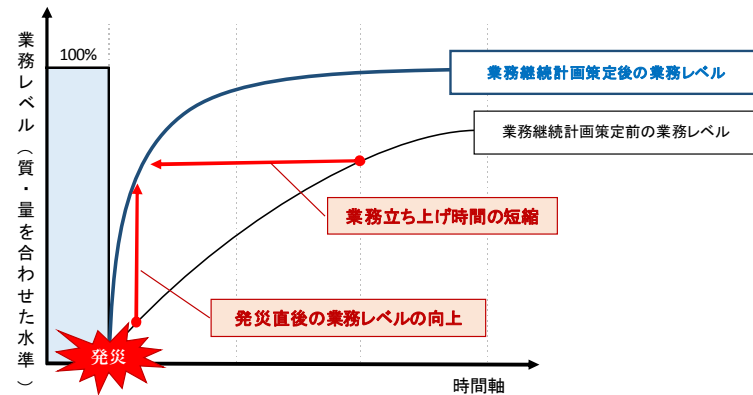 業務レベル（質・量を合わせた水準）
100%
業務継続計画策定後の業務レベル
業務継続計画策定前の業務レベル
業務立ち上げ時間の短縮
発災直後の業務レベルの向上
発災
時間軸